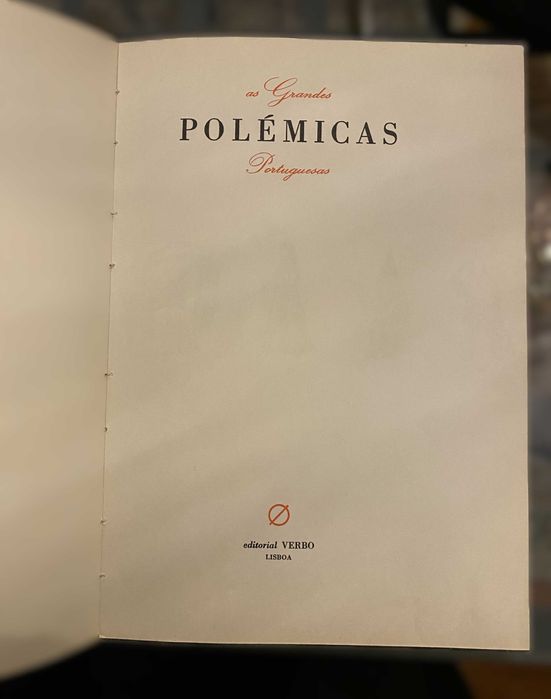 as Grandes
POLÉMICAS
Portuguesas
editorial VERBO
LISBOA